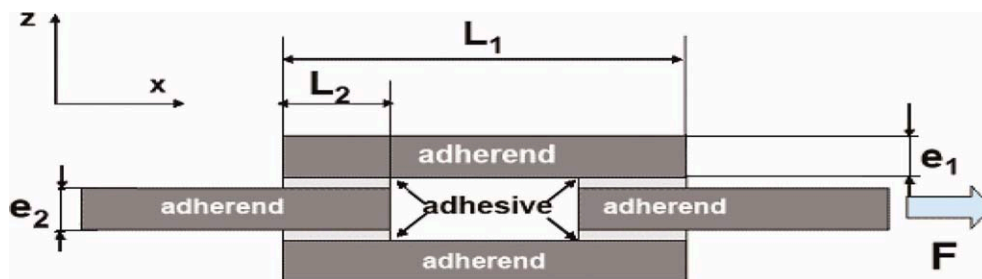 z
L₁
x
L₂
adherend
e₁
e₂
adherend
adhesive
adherend
F
adherend